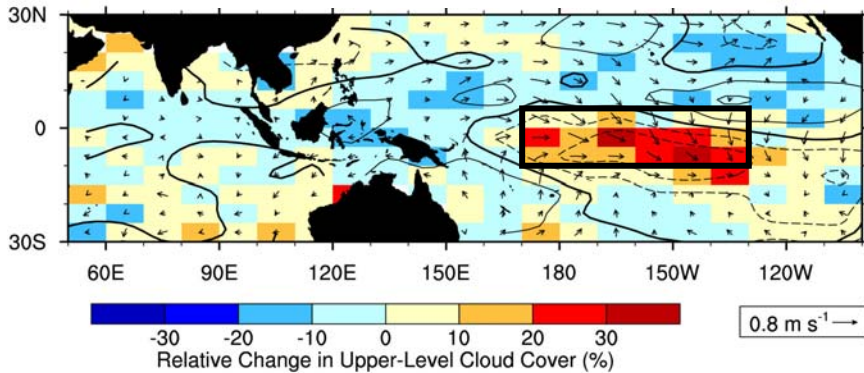 30N
0
30S
60E 90E 120E 150E 180 150W 120W
-30 -20 -10 0 10 20 30
Relative Change in Upper-Level Cloud Cover (%)
0.8 m s⁻¹